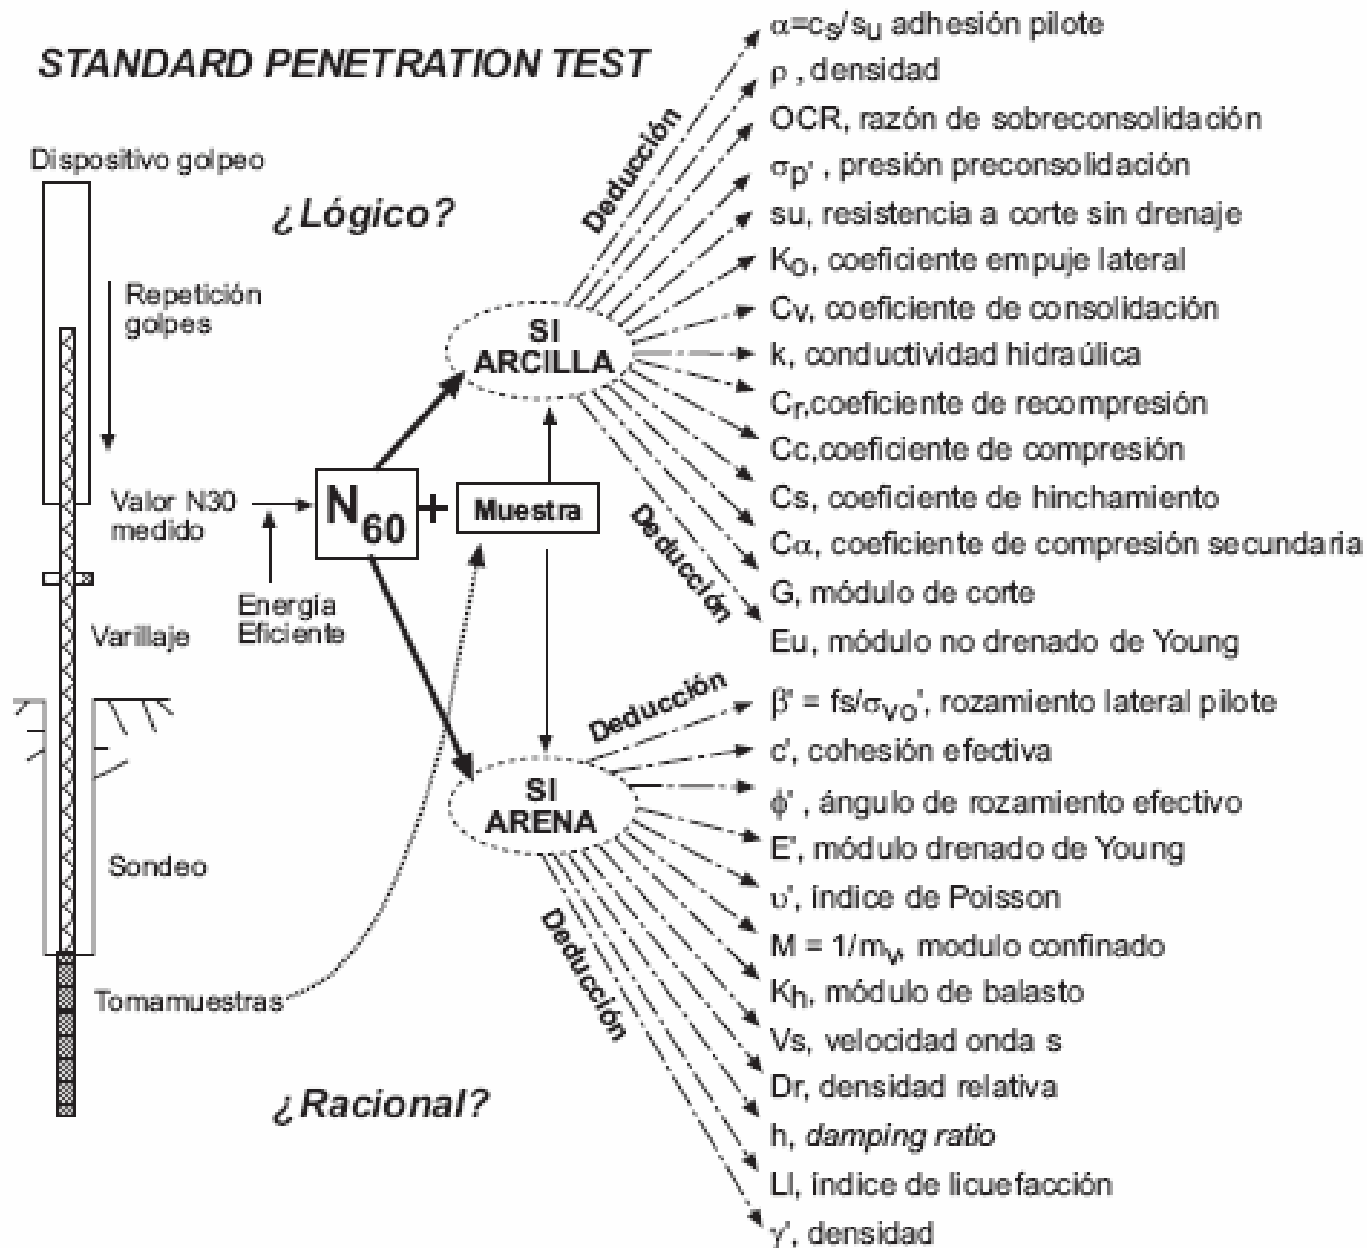 STANDARD PENETRATION TEST
Dispositivo golpeo
¿Lógico?
Repetición
golpes
Valor N30
medido
N60
+
Muestra
Energia
Eficiente
Varillaje
Sondeo
Tomamuestras
¿Racional?
SI
ARCILLA
Deducción
Deducción
α=cs/su adhesión pilote
ρ , densidad
OCR, razón de sobreconsolidación
σp' , presión preconsolidación
su, resistencia a corte sin drenaje
Ko, coeficiente empuje lateral
Cv, coeficiente de consolidación
k, conductividad hidraúlica
Cr,coeficiente de recompresión
Cc,coeficiente de compresión
Cs, coeficiente de hinchamiento
Cα, coeficiente de compresión secundaria
G, módulo de corte
Eu, módulo no drenado de Young
SI
ARENA
Deducción
Deducción
β' = fs/σvo', rozamiento lateral pilote
c', cohesión efectiva
ϕ' , ángulo de rozamiento efectivo
E', módulo drenado de Young
υ', índice de Poisson
M = 1/mv, modulo confinado
Kh, módulo de balasto
Vs, velocidad onda s
Dr, densidad relativa
h, damping ratio
LI, índice de licuefacción
γ', densidad